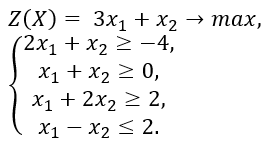 Z(X) = 3x₁ + x₂ → max,
2x₁ + x₂ ≥ −4,
x₁ + x₂ ≥ 0,
x₁ + 2x₂ ≥ 2,
x₁ − x₂ ≤ 2.